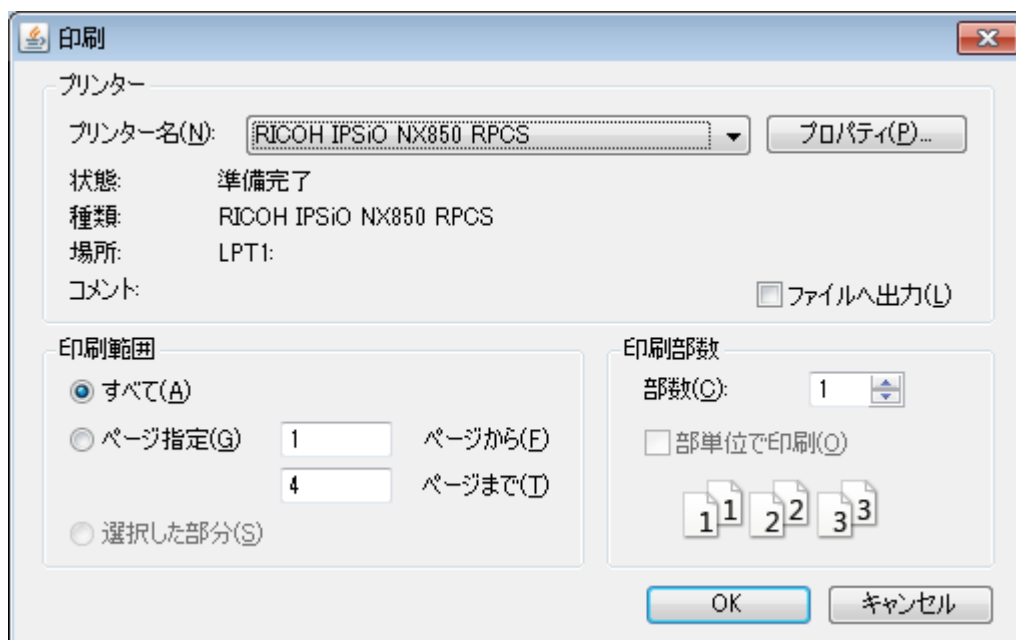 印刷
プリンター
プリンター名(N): RICOH IPSiO NX850 RPCS プロパティ(P)...
状態: 準備完了
種類: RICOH IPSiO NX850 RPCS
場所: LPT1:
コメント:
ファイルへ出力(L)
印刷範囲
すべて(A)
ページ指定(G) 1 ページから(F)
4 ページまで(T)
選択した部分(S)
印刷部数
部数(C): 1
部単位で印刷(O)
1 1 2 2 3 3
OK キャンセル